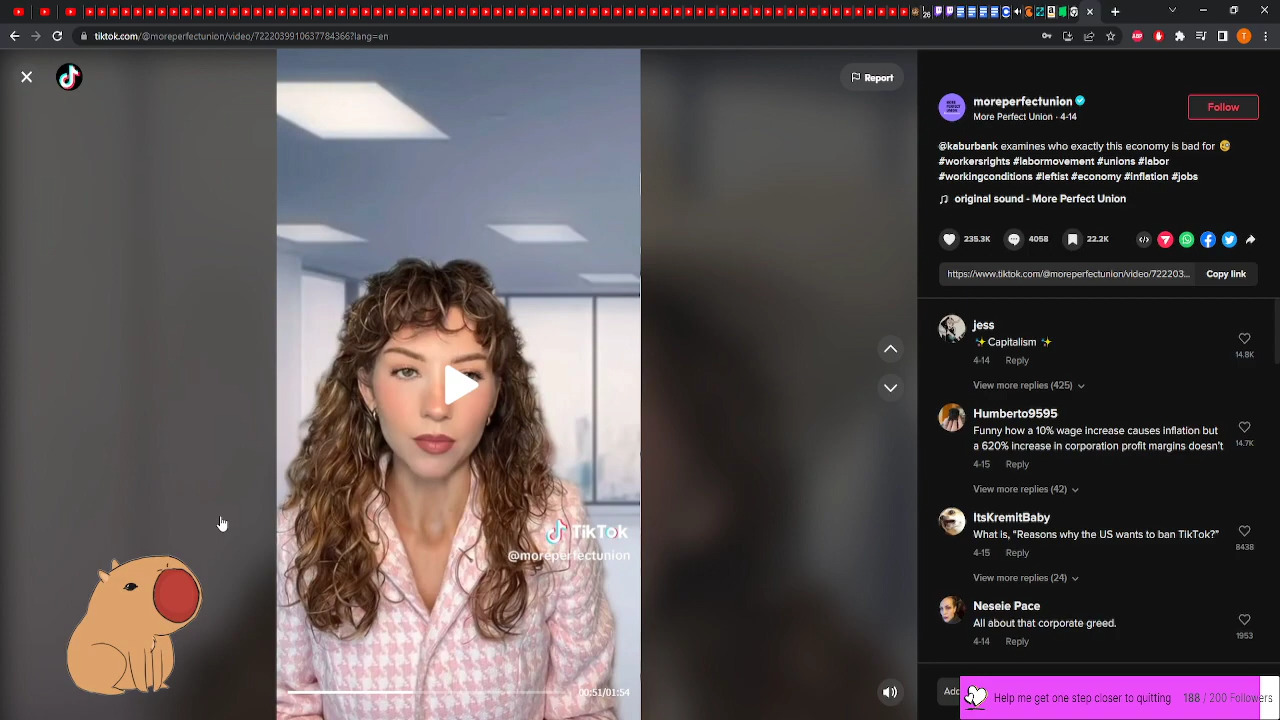 tiktok.com/@moreperfectunion/video/7222039910637784366?lang=en
Report
moreperfectunion
More Perfect Union · 4-14
Follow
@kaburbank examines who exactly this economy is bad for
#workersrights #labormovement #unions #labor
#workingconditions #leftist #economy #inflation #jobs
original sound - More Perfect Union
235.3K
4058
22.2K
https://www.tiktok.com/@moreperfectunion/video/722203...
Copy link
jess
✨ Capitalism ✨
4-14 Reply
14.8K
View more replies (425)
Humberto9595
Funny how a 10% wage increase causes inflation but
a 620% increase in corporation profit margins doesn't
4-15 Reply
14.7K
View more replies (42)
ItsKremitBaby
What is, "Reasons why the US wants to ban TikTok?"
4-15 Reply
8438
View more replies (24)
Neseie Pace
All about that corporate greed.
4-14 Reply
1953
TikTok
@moreperfectunion
00:51/01:54
Help me get one step closer to quitting 188 / 200 Followers